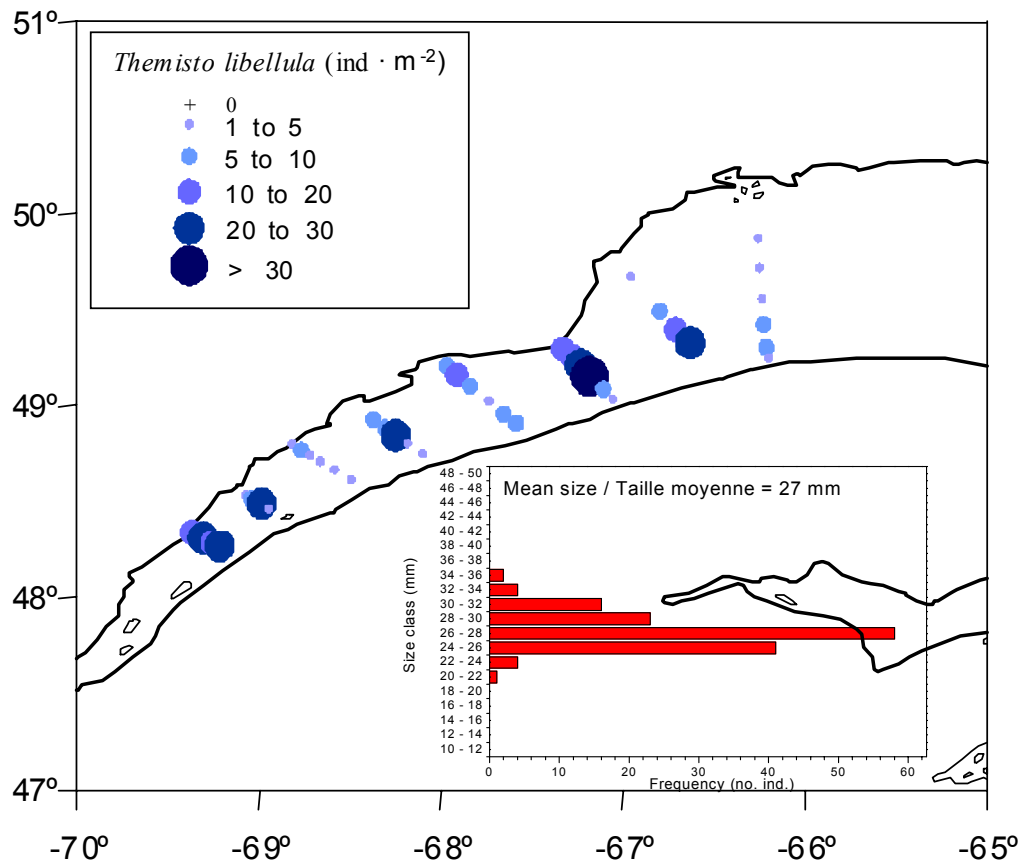 51º
Themisto libellula (ind · m-2)
+ 0
1 to 5
5 to 10
10 to 20
20 to 30
> 30
50º
49º
48º
47º
48 - 50
46 - 48
44 - 46
42 - 44
40 - 42
38 - 40
36 - 38
34 - 36
32 - 34
30 - 32
28 - 30
26 - 28
24 - 26
22 - 24
20 - 22
18 - 20
16 - 18
14 - 16
12 - 14
10 - 12
Size class (mm)
Mean size / Taille moyenne = 27 mm
0 10 20 30 40 50 60
Frequency (no. ind.)
-70º -69º -68º -67º -66º -65º